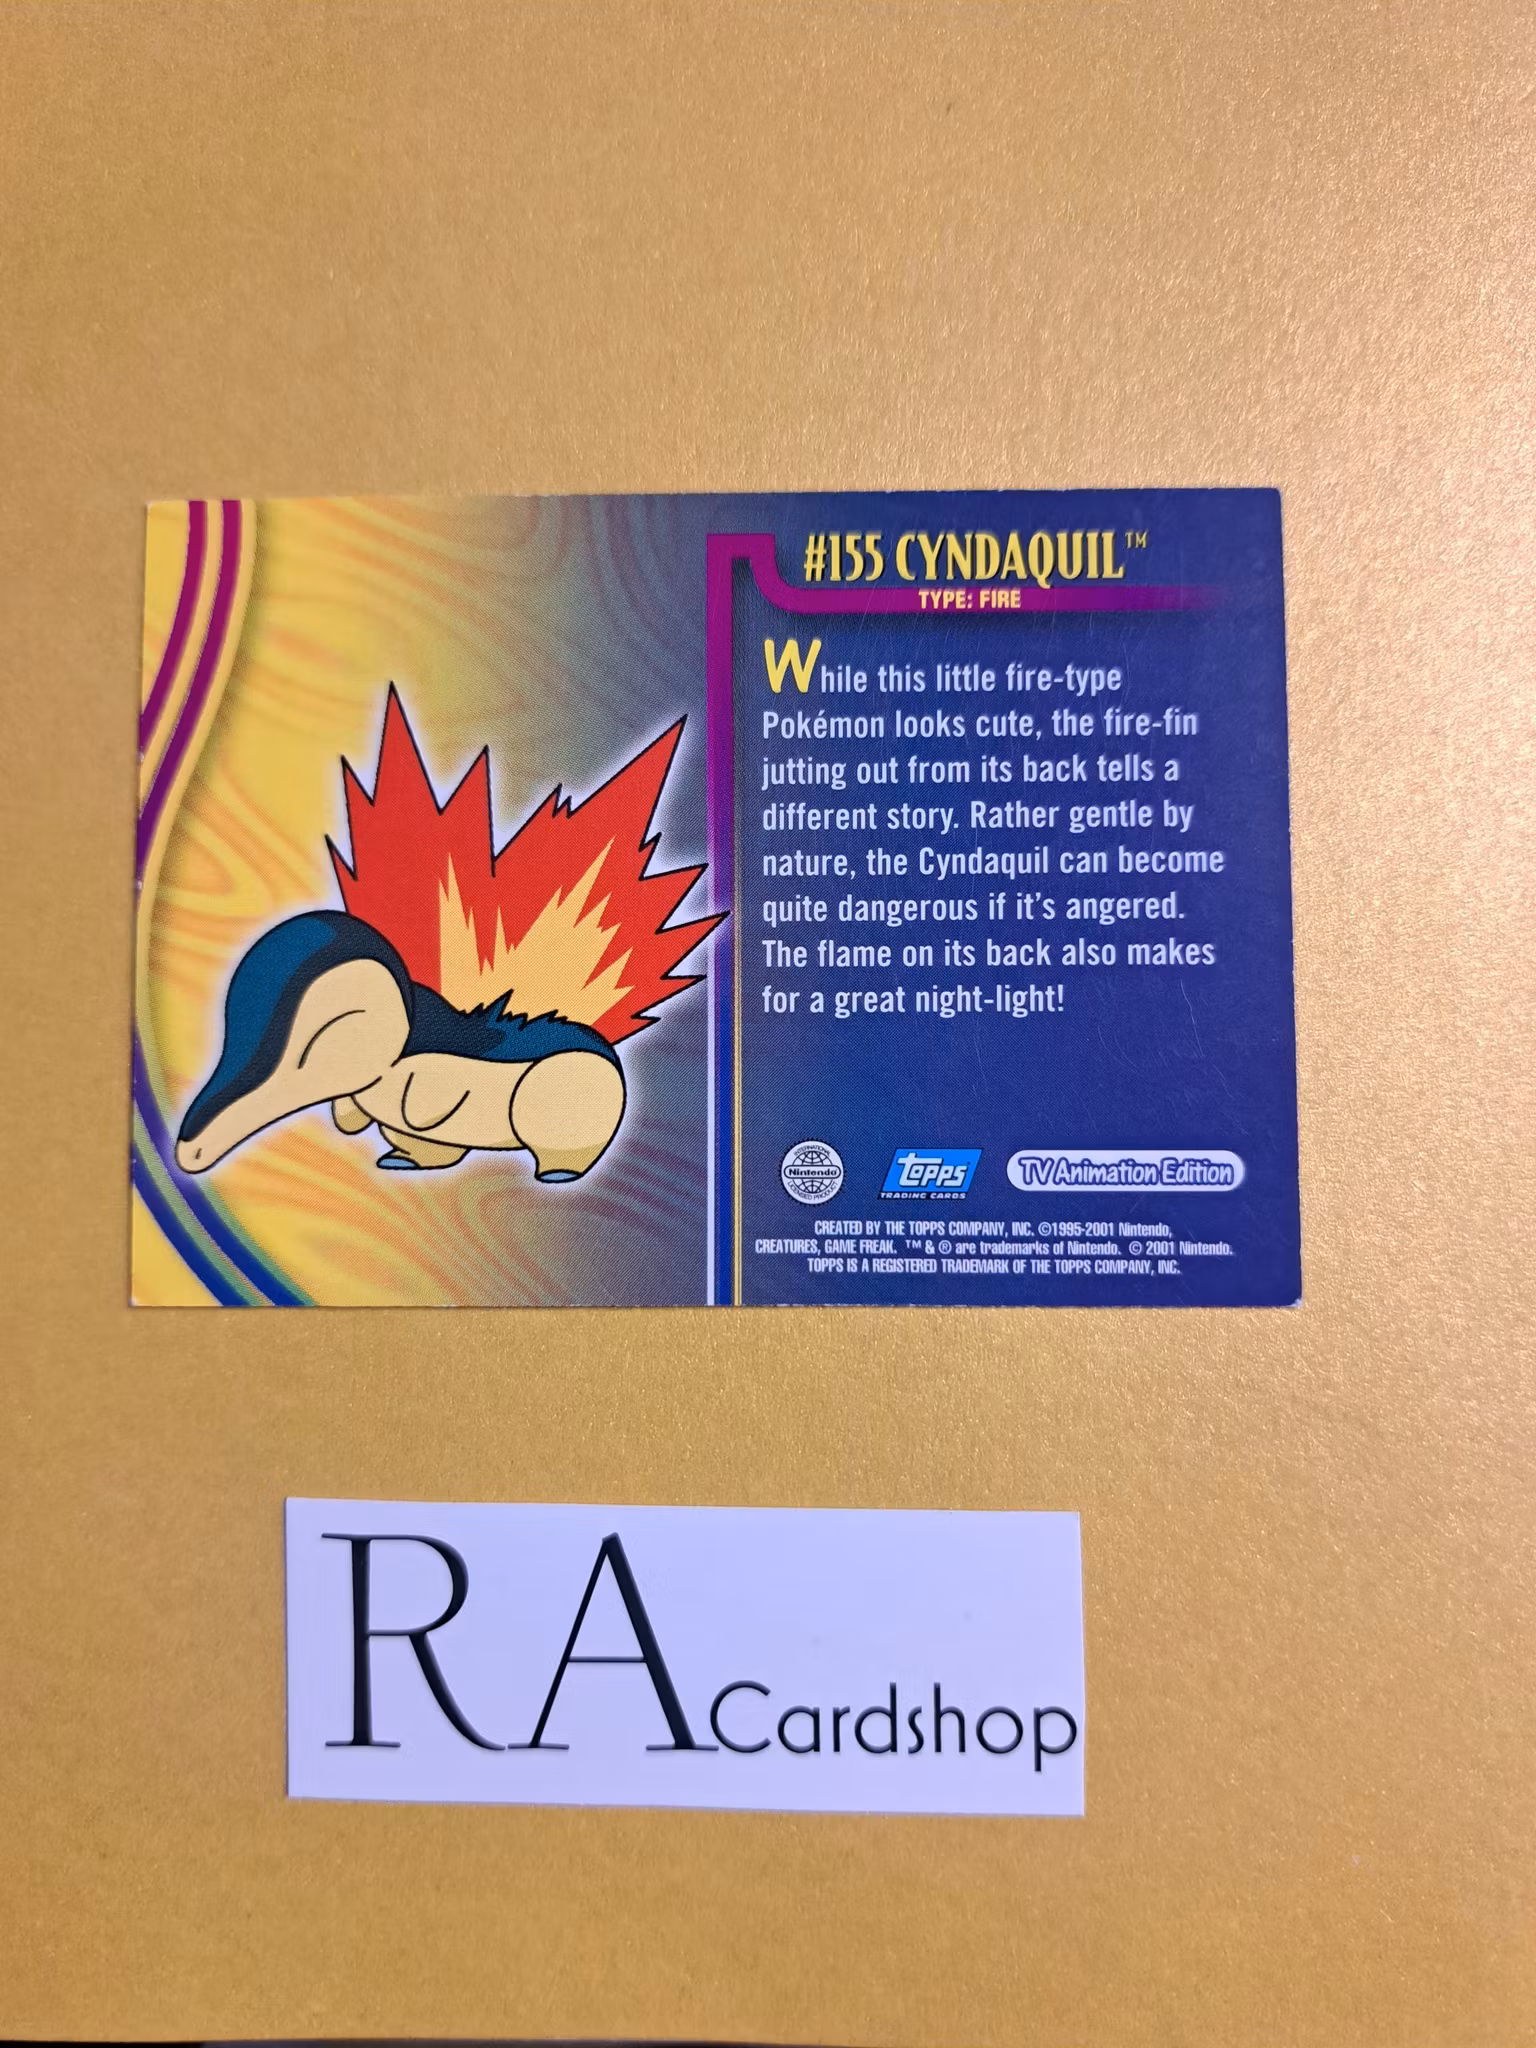 #155 CYNDAQUIL™
TYPE: FIRE
While this little fire-type
Pokémon looks cute, the fire-fin
jutting out from its back tells a
different story. Rather gentle by
nature, the Cyndaquil can become
quite dangerous if it's angered.
The flame on its back also makes
for a great night-light!
INTERNATIONAL
Nintendo
LICENSED PRODUCT
TOPPS
TRADING CARDS
TV Animation Edition
CREATED BY THE TOPPS COMPANY, INC. ©1995-2001 Nintendo,
CREATURES, GAME FREAK. ™ & ® are trademarks of Nintendo. © 2001 Nintendo.
TOPPS IS A REGISTERED TRADEMARK OF THE TOPPS COMPANY, INC.
RACardshop